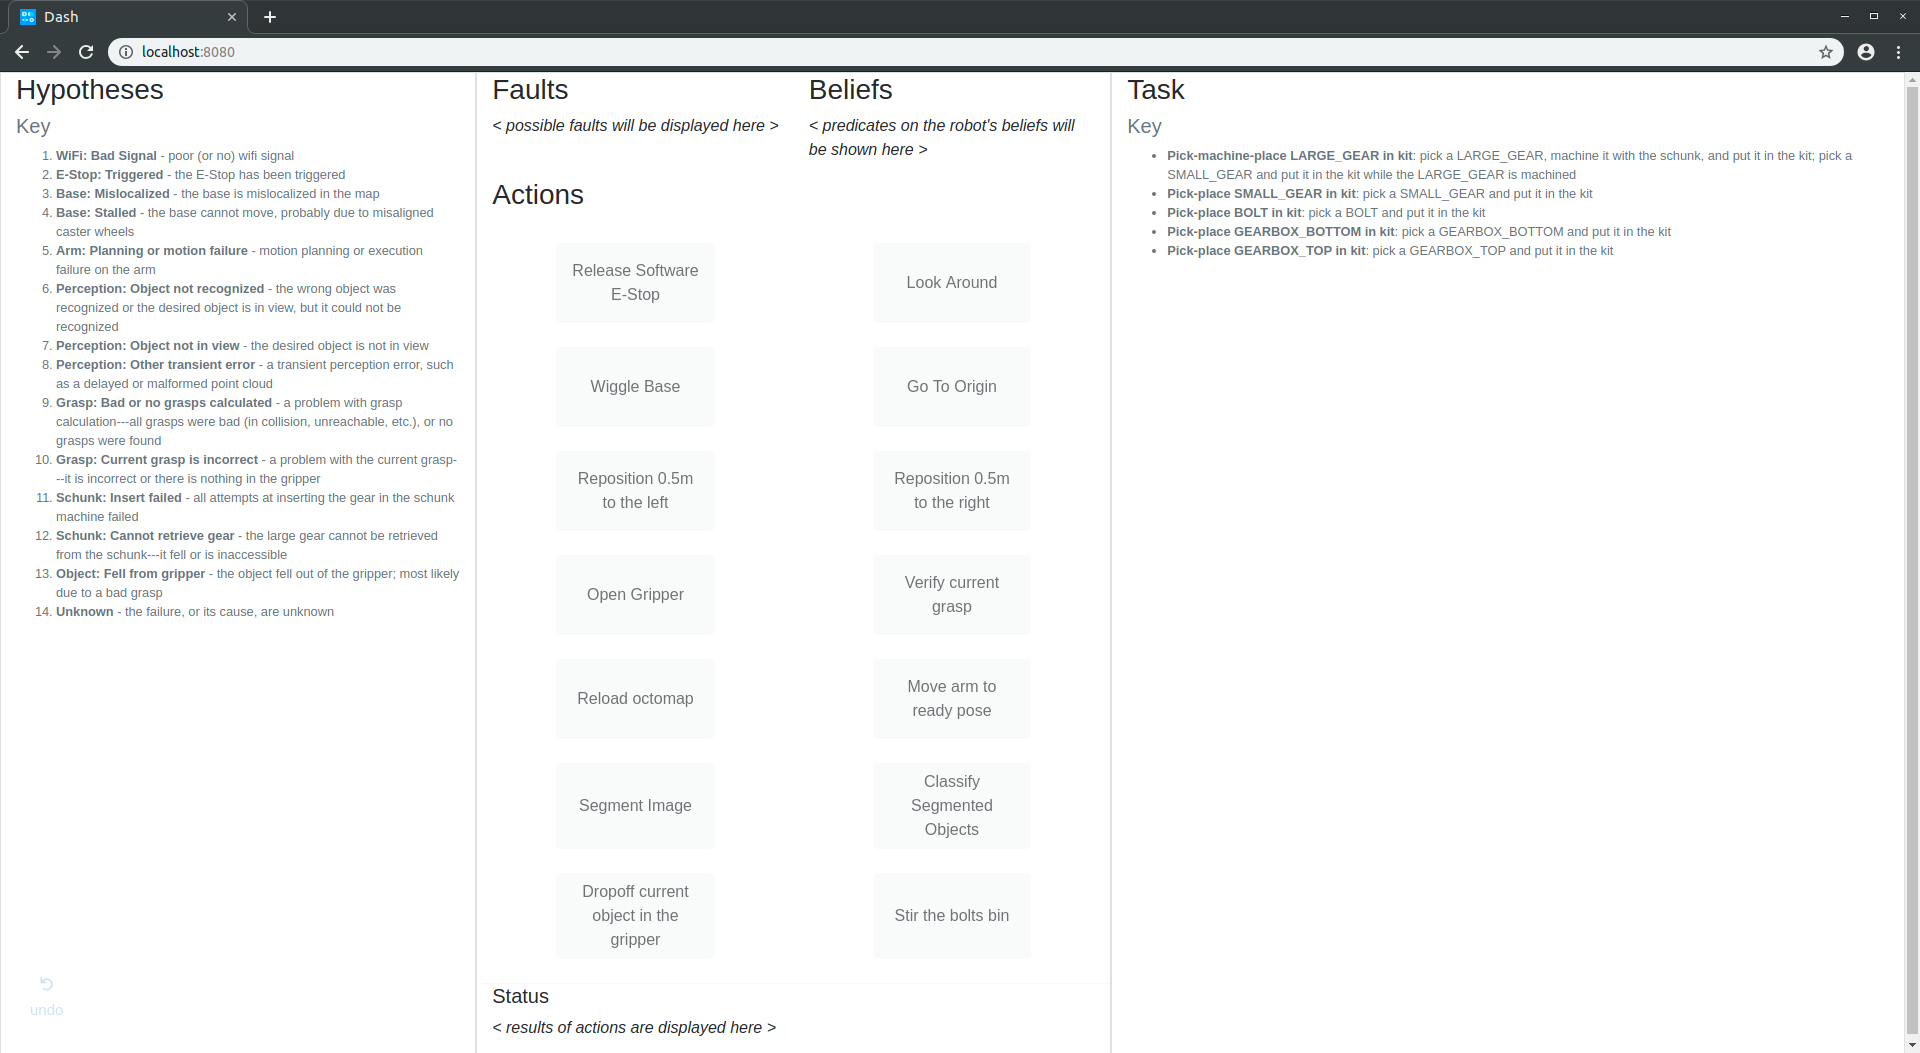 Dash
localhost:8080
Hypotheses
Key
1. WiFi: Bad Signal - poor (or no) wifi signal
2. E-Stop: Triggered - the E-Stop has been triggered
3. Base: Mislocalized - the base is mislocalized in the map
4. Base: Stalled - the base cannot move, probably due to misaligned
caster wheels
5. Arm: Planning or motion failure - motion planning or execution
failure on the arm
6. Perception: Object not recognized - the wrong object was
recognized or the desired object is in view, but it could not be
recognized
7. Perception: Object not in view - the desired object is not in view
8. Perception: Other transient error - a transient perception error, such
as a delayed or malformed point cloud
9. Grasp: Bad or no grasps calculated - a problem with grasp
calculation---all grasps were bad (in collision, unreachable, etc.), or no
grasps were found
10. Grasp: Current grasp is incorrect - a problem with the current grasp-
--it is incorrect or there is nothing in the gripper
11. Schunk: Insert failed - all attempts at inserting the gear in the schunk
machine failed
12. Schunk: Cannot retrieve gear - the large gear cannot be retrieved
from the schunk---it fell or is inaccessible
13. Object: Fell from gripper - the object fell out of the gripper; most likely
due to a bad grasp
14. Unknown - the failure, or its cause, are unknown
undo
Faults
< possible faults will be displayed here >
Beliefs
< predicates on the robot's beliefs will
be shown here >
Actions
Release Software
E-Stop
Look Around
Wiggle Base
Go To Origin
Reposition 0.5m
to the left
Reposition 0.5m
to the right
Open Gripper
Verify current
grasp
Reload octomap
Move arm to
ready pose
Segment Image
Classify
Segmented
Objects
Dropoff current
object in the
gripper
Stir the bolts bin
Status
< results of actions are displayed here >
Task
Key
• Pick-machine-place LARGE_GEAR in kit: pick a LARGE_GEAR, machine it with the schunk, and put it in the kit; pick a
SMALL_GEAR and put it in the kit while the LARGE_GEAR is machined
• Pick-place SMALL_GEAR in kit: pick a SMALL_GEAR and put it in the kit
• Pick-place BOLT in kit: pick a BOLT and put it in the kit
• Pick-place GEARBOX_BOTTOM in kit: pick a GEARBOX_BOTTOM and put it in the kit
• Pick-place GEARBOX_TOP in kit: pick a GEARBOX_TOP and put it in the kit